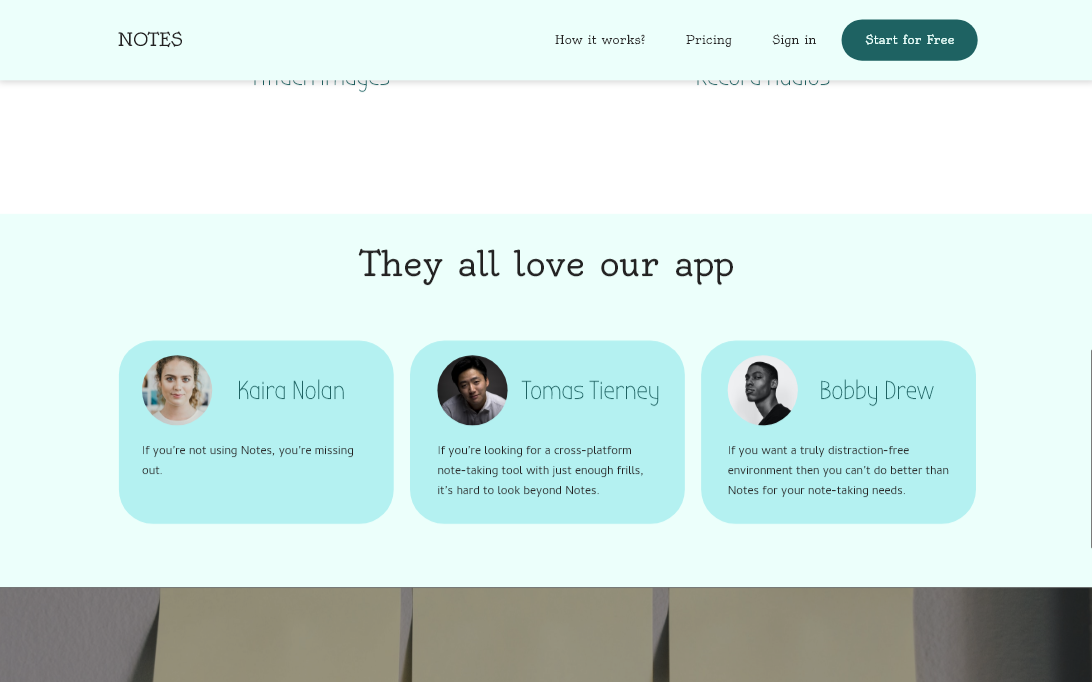 NOTES
How it works?
Pricing
Sign in
Start for Free
Record Audios
They all love our app
Kaira Nolan
If you're not using Notes, you're missing
out.
Tomas Tierney
If you're looking for a cross-platform
note-taking tool with just enough frills,
it's hard to look beyond Notes.
Bobby Drew
If you want a truly distraction-free
environment then you can't do better than
Notes for your note-taking needs.